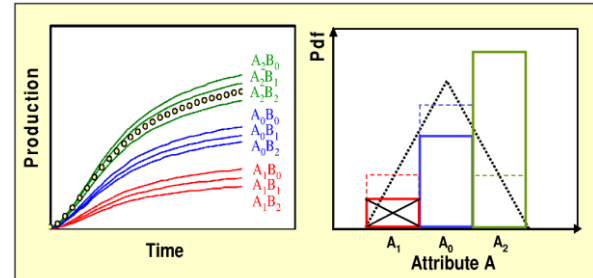 Production
A₂B₀
A₂B₁
A₂B₂
A₀B₀
A₀B₁
A₀B₂
A₁B₀
A₁B₁
A₁B₂
Time
Pdf
A₁ A₀ A₂
Attribute A